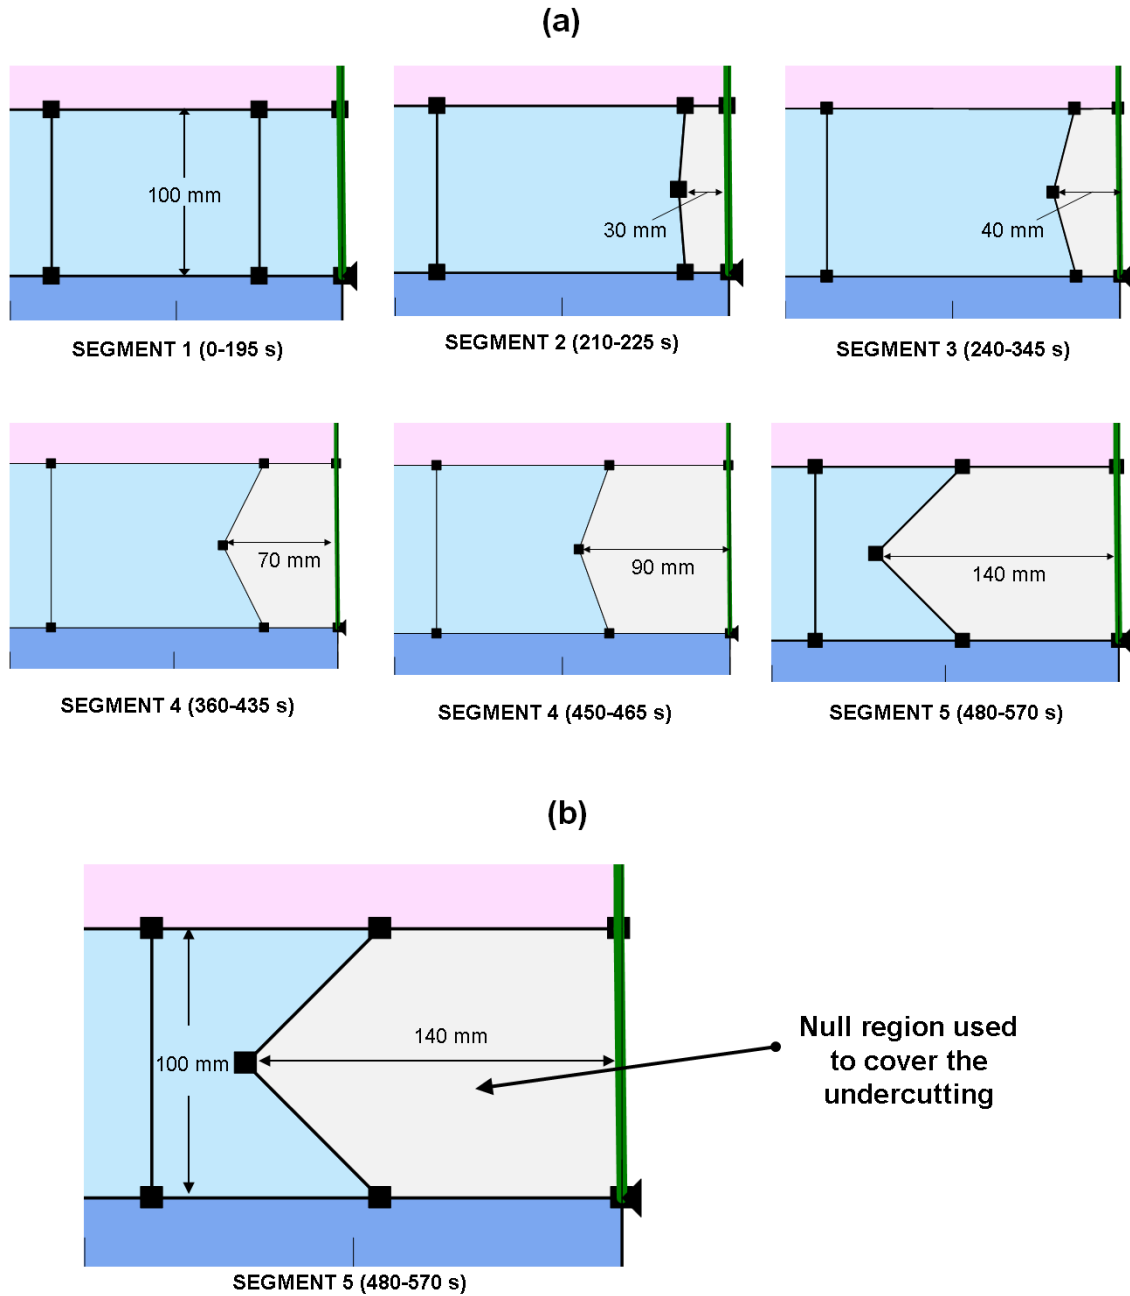 (a)
100 mm
30 mm
40 mm
SEGMENT 1 (0-195 s)
SEGMENT 2 (210-225 s)
SEGMENT 3 (240-345 s)
70 mm
90 mm
140 mm
SEGMENT 4 (360-435 s)
SEGMENT 4 (450-465 s)
SEGMENT 5 (480-570 s)
(b)
140 mm
100 mm
Null region used
to cover the
undercutting
SEGMENT 5 (480-570 s)